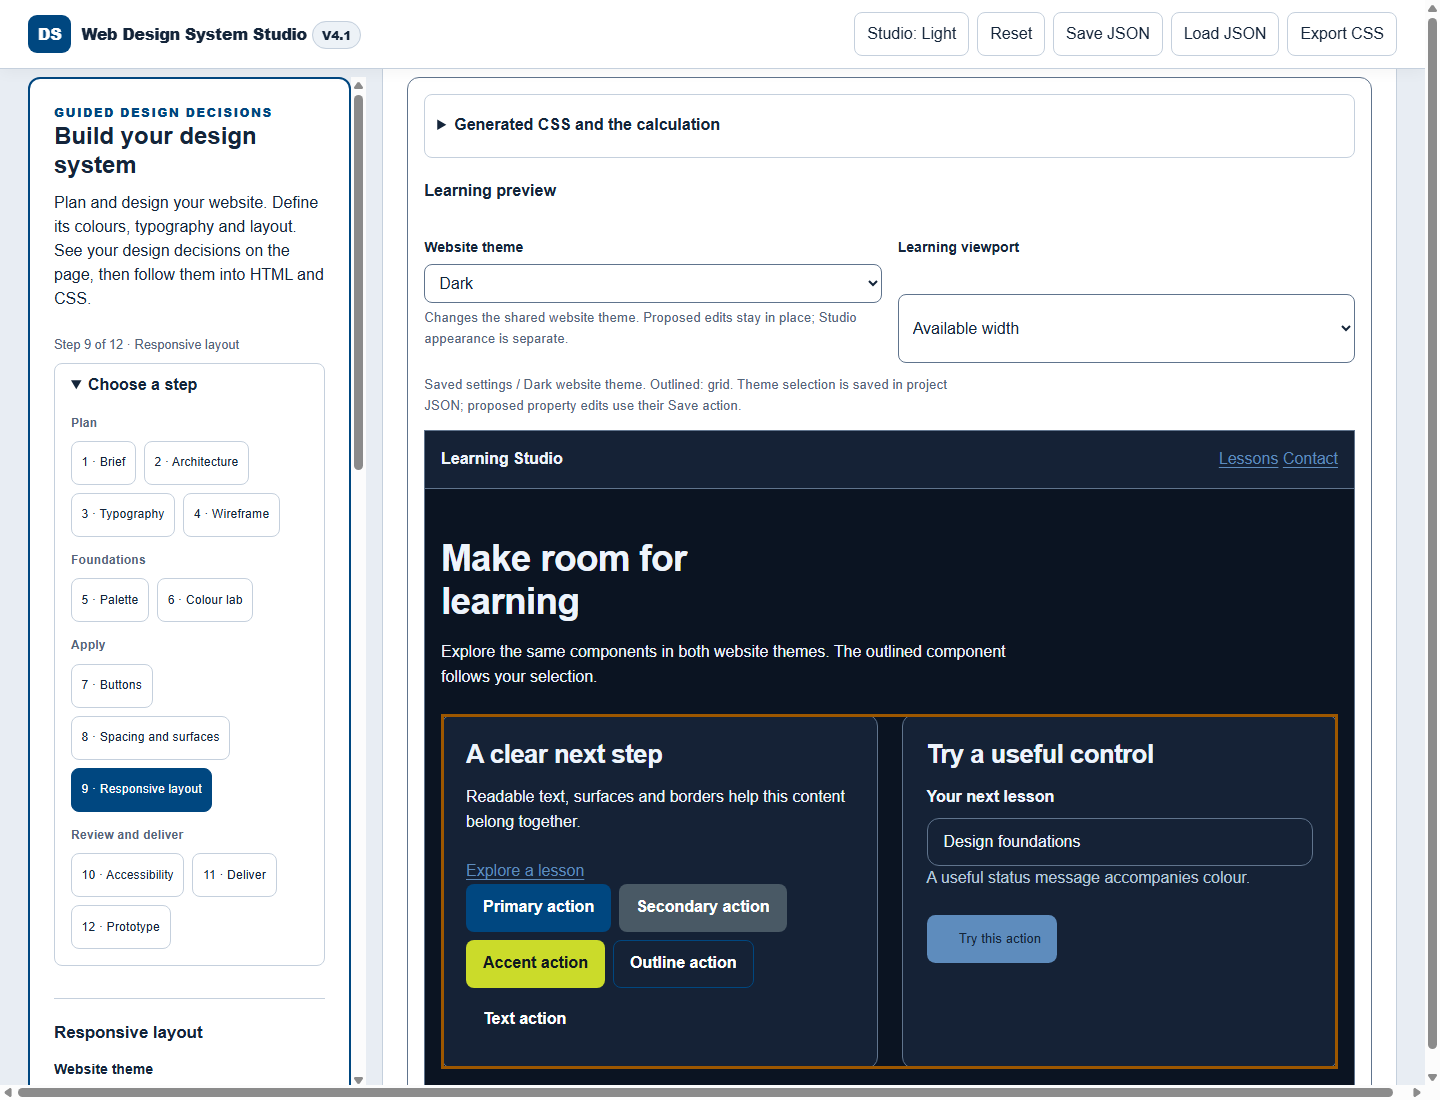 DS Web Design System Studio V4.1
Studio: Light
Reset
Save JSON
Load JSON
Export CSS
GUIDED DESIGN DECISIONS
Build your design
system
Plan and design your website. Define
its colours, typography and layout.
See your design decisions on the
page, then follow them into HTML and
CSS.
Step 9 of 12 · Responsive layout
▼ Choose a step
Plan
1 · Brief
2 · Architecture
3 · Typography
4 · Wireframe
Foundations
5 · Palette
6 · Colour lab
Apply
7 · Buttons
8 · Spacing and surfaces
9 · Responsive layout
Review and deliver
10 · Accessibility
11 · Deliver
12 · Prototype
Responsive layout
Website theme
▶ Generated CSS and the calculation
Learning preview
Website theme
Dark
Changes the shared website theme. Proposed edits stay in place; Studio
appearance is separate.
Learning viewport
Available width
Saved settings / Dark website theme. Outlined: grid. Theme selection is saved in project
JSON; proposed property edits use their Save action.
Learning Studio
Lessons Contact
Make room for
learning
Explore the same components in both website themes. The outlined component
follows your selection.
A clear next step
Readable text, surfaces and borders help this content
belong together.
Explore a lesson
Primary action
Secondary action
Accent action
Outline action
Text action
Try a useful control
Your next lesson
Design foundations
A useful status message accompanies colour.
Try this action